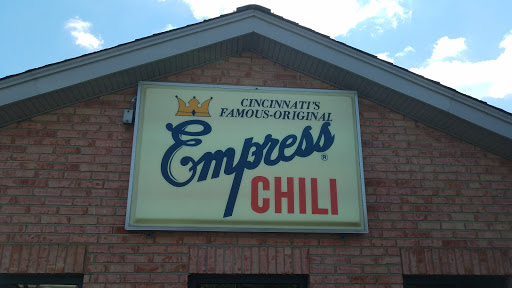 CINCINNATI'S
FAMOUS-ORIGINAL
Empress®
CHILI